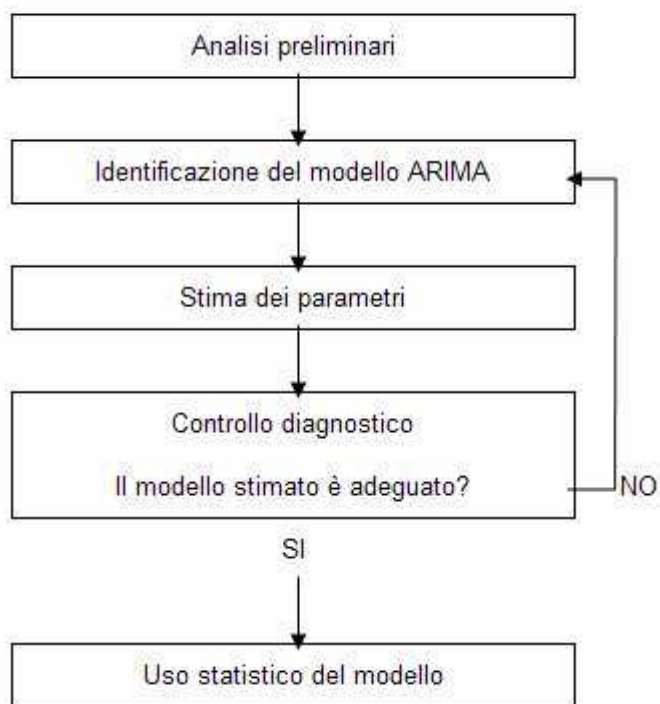 Analisi preliminari
Identificazione del modello ARIMA
Stima dei parametri
Controllo diagnostico
Il modello stimato è adeguato?
NO
SI
Uso statistico del modello